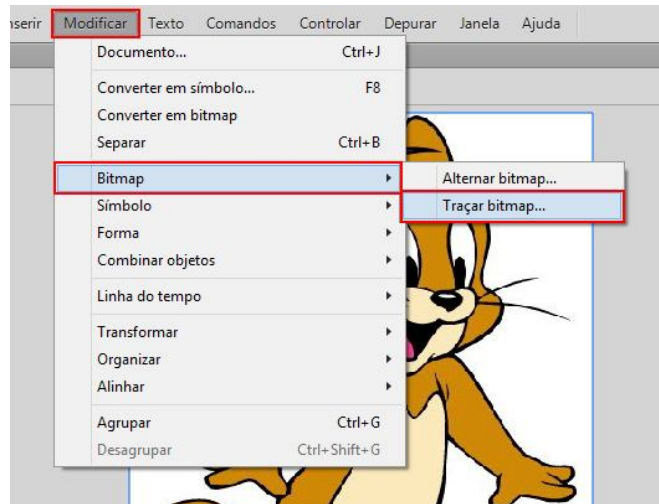 Modificar Texto Comandos Controlar Depurar Janela Ajuda
Documento... Ctrl+J
Converter em símbolo... F8
Converter em bitmap
Separar Ctrl+B
Bitmap
Alternar bitmap...
Símbolo
Traçar bitmap...
Forma
Combinar objetos
Linha do tempo
Transformar
Organizar
Alinhar
Agrupar Ctrl+G
Desagrupar Ctrl+Shift+G